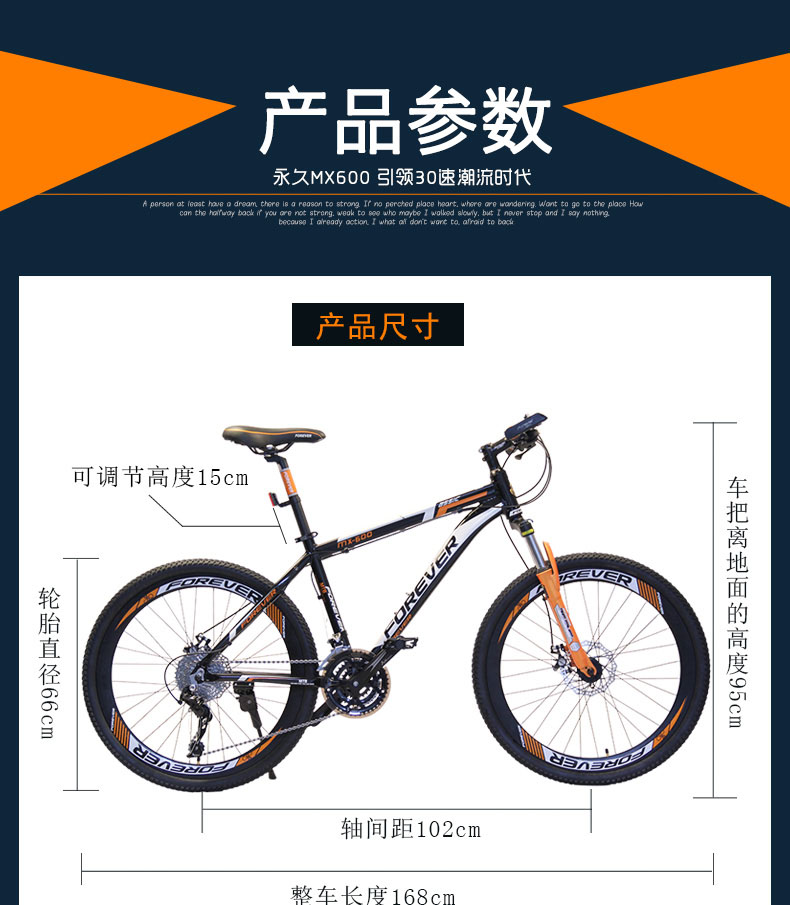 产品参数
永久MX600 引领30速潮流时代
A person at least have a dream, there is a reason to strong. If no perched place heart, where are wandering. Want to go to the place How
can the halfway back if you are not strong, weak to see who maybe I walked slowly, but I never stop and I say nothing,
because I already action, I what all don't want to, afraid to back
产品尺寸
可调节高度15cm
车把离地面的高度95cm
轮胎直径66cm
FOREVER
FOREVER
MX-600
FOREVER
FOREVER
FOREVER
FOREVER
FOREVER
FOREVER
FOREVER
轴间距102cm
整车长度168cm